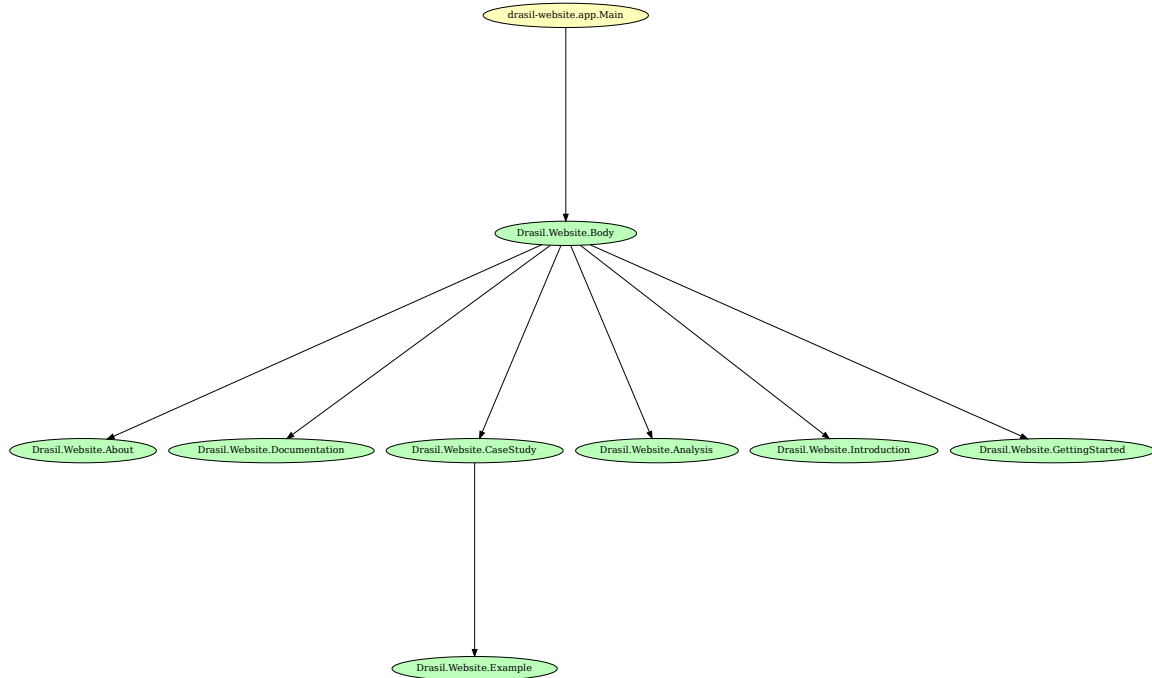 drasil-website.app.Main
Drasil.Website.Body
Drasil.Website.About
Drasil.Website.Documentation
Drasil.Website.CaseStudy
Drasil.Website.Analysis
Drasil.Website.Introduction
Drasil.Website.GettingStarted
Drasil.Website.Example